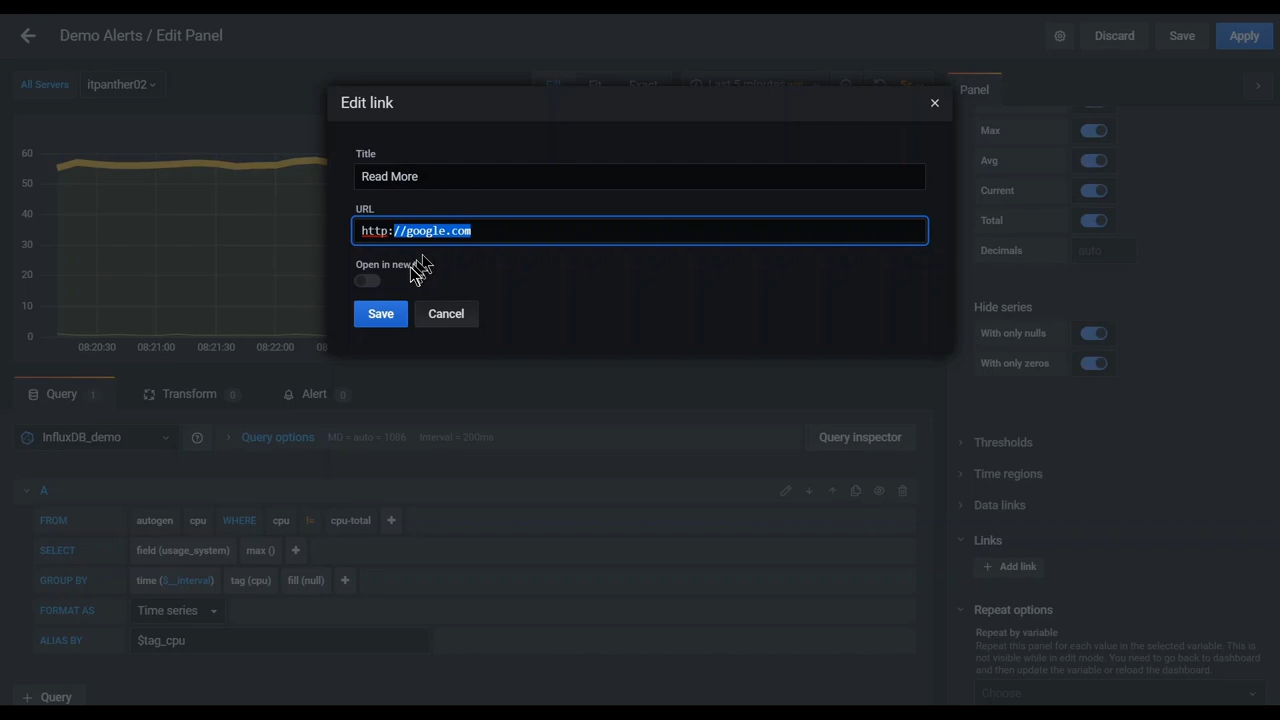 Demo Alerts / Edit Panel
Discard
Save
Apply
All Servers
itpanther02
Last 5 minutes
Panel
Edit link
Title
Read More
URL
http://google.com
Open in new
Save
Cancel
60
50
40
30
20
10
0
08:20:30
08:21:00
08:21:30
08:22:00
08
Max
Avg
Current
Total
Decimals
auto
Hide series
With only nulls
With only zeros
Query 1
Transform 0
Alert 0
InfluxDB_demo
Query options
MD = auto = 1086
Interval = 200ms
Query inspector
A
FROM autogen cpu WHERE cpu != cpu-total +
SELECT field (usage_system) max () +
GROUP BY time ($__interval) tag (cpu) fill (null) +
FORMAT AS Time series
ALIAS BY $tag_cpu
+ Query
Thresholds
Time regions
Data links
Links
+ Add link
Repeat options
Repeat by variable
Repeat this panel for each value in the selected variable. This is
not visible while in edit mode. You need to go back to dashboard
and then update the variable or reload the dashboard.
Choose